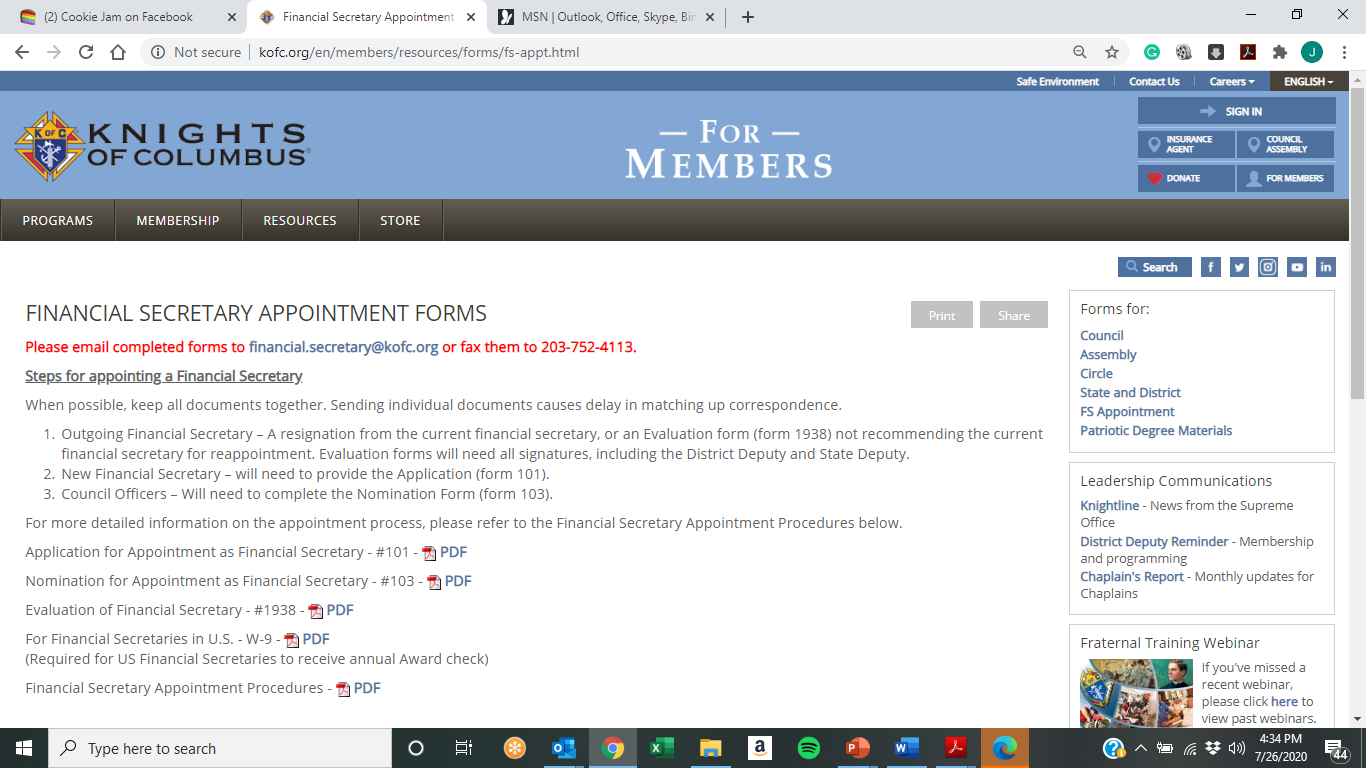 (2) Cookie Jam on Facebook
Financial Secretary Appointment
MSN | Outlook, Office, Skype, Bin
Not secure
kofc.org/en/members/resources/forms/fs-appt.html
J
Safe Environment
Contact Us
Careers
ENGLISH
K OF C
KNIGHTS
OF COLUMBUS®
— FOR —
MEMBERS
SIGN IN
INSURANCE
AGENT
COUNCIL
ASSEMBLY
DONATE
FOR MEMBERS
PROGRAMS
MEMBERSHIP
RESOURCES
STORE
Search
FINANCIAL SECRETARY APPOINTMENT FORMS
Print
Share
Please email completed forms to financial.secretary@kofc.org or fax them to 203-752-4113.
Steps for appointing a Financial Secretary
When possible, keep all documents together. Sending individual documents causes delay in matching up correspondence.
1. Outgoing Financial Secretary – A resignation from the current financial secretary, or an Evaluation form (form 1938) not recommending the current
financial secretary for reappointment. Evaluation forms will need all signatures, including the District Deputy and State Deputy.
2. New Financial Secretary – will need to provide the Application (form 101).
3. Council Officers – Will need to complete the Nomination Form (form 103).
For more detailed information on the appointment process, please refer to the Financial Secretary Appointment Procedures below.
Application for Appointment as Financial Secretary - #101 - PDF
Nomination for Appointment as Financial Secretary - #103 - PDF
Evaluation of Financial Secretary - #1938 - PDF
For Financial Secretaries in U.S. - W-9 - PDF
(Required for US Financial Secretaries to receive annual Award check)
Financial Secretary Appointment Procedures - PDF
Forms for:
Council
Assembly
Circle
State and District
FS Appointment
Patriotic Degree Materials
Leadership Communications
Knightline - News from the Supreme
Office
District Deputy Reminder - Membership
and programming
Chaplain's Report - Monthly updates for
Chaplains
Fraternal Training Webinar
If you've missed a
recent webinar,
please click here to
view past webinars.
Type here to search
4:34 PM
7/26/2020
44